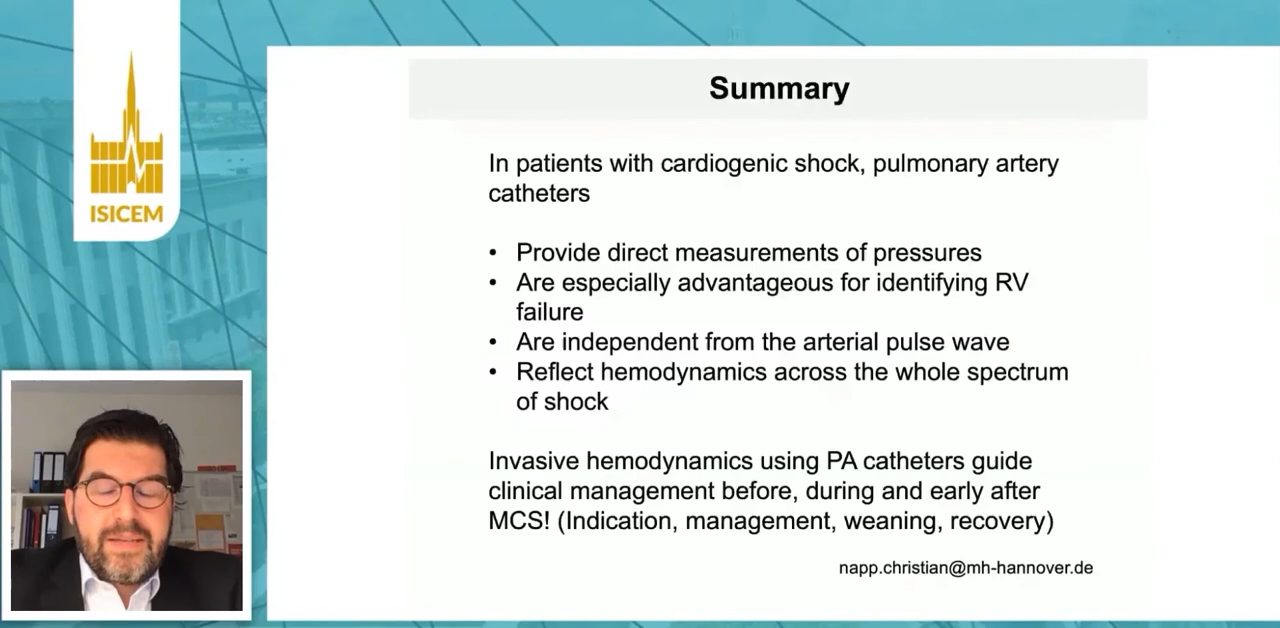 ISICEM
Summary
In patients with cardiogenic shock, pulmonary artery
catheters
• Provide direct measurements of pressures
• Are especially advantageous for identifying RV
failure
• Are independent from the arterial pulse wave
• Reflect hemodynamics across the whole spectrum
of shock
Invasive hemodynamics using PA catheters guide
clinical management before, during and early after
MCS! (Indication, management, weaning, recovery)
napp.christian@mh-hannover.de